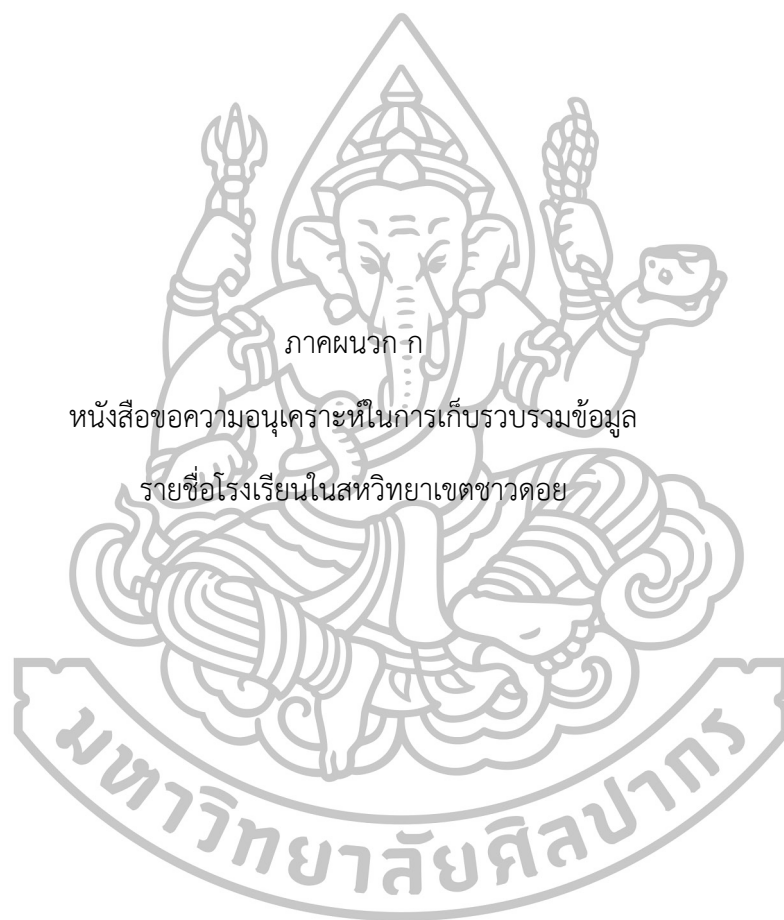 ภาคผนวก ก
หนังสือขอความอนุเคราะห์ในการเก็บรวบรวมข้อมูล
รายชื่อโรงเรียนในสหวิทยาเขตชาวดอย
มหาวิทยาลัยศิลปากร